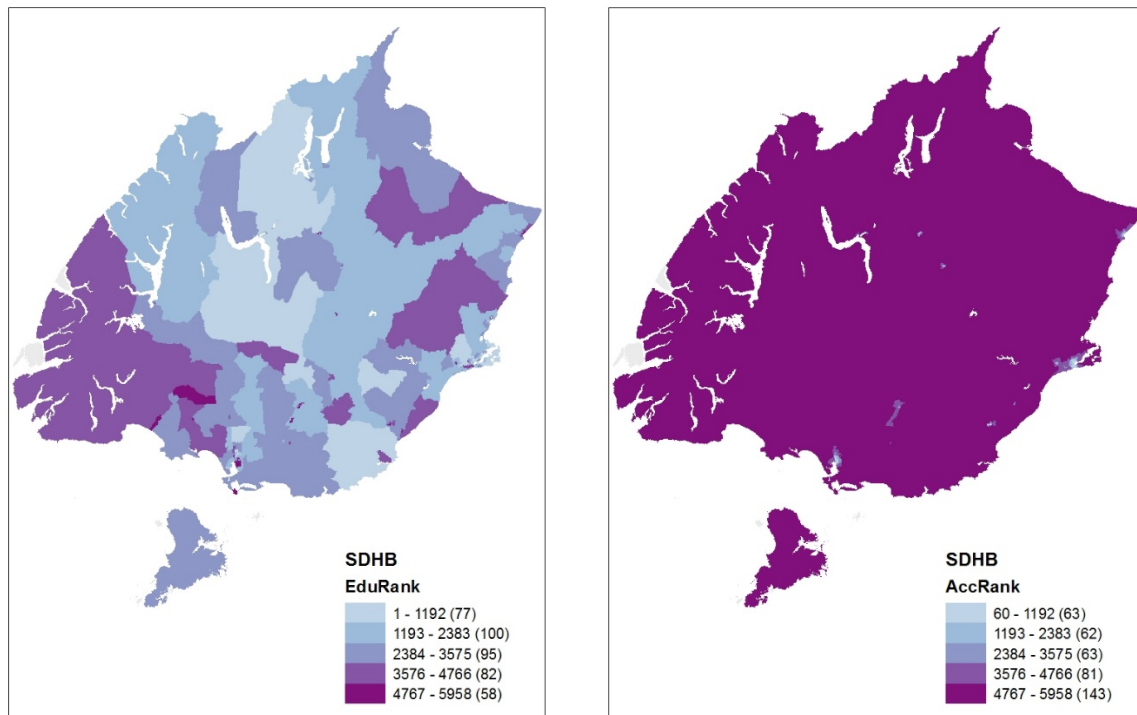 SDHB
EduRank
1 - 1192 (77)
1193 - 2383 (100)
2384 - 3575 (95)
3576 - 4766 (82)
4767 - 5958 (58)
SDHB
AccRank
60 - 1192 (63)
1193 - 2383 (62)
2384 - 3575 (63)
3576 - 4766 (81)
4767 - 5958 (143)